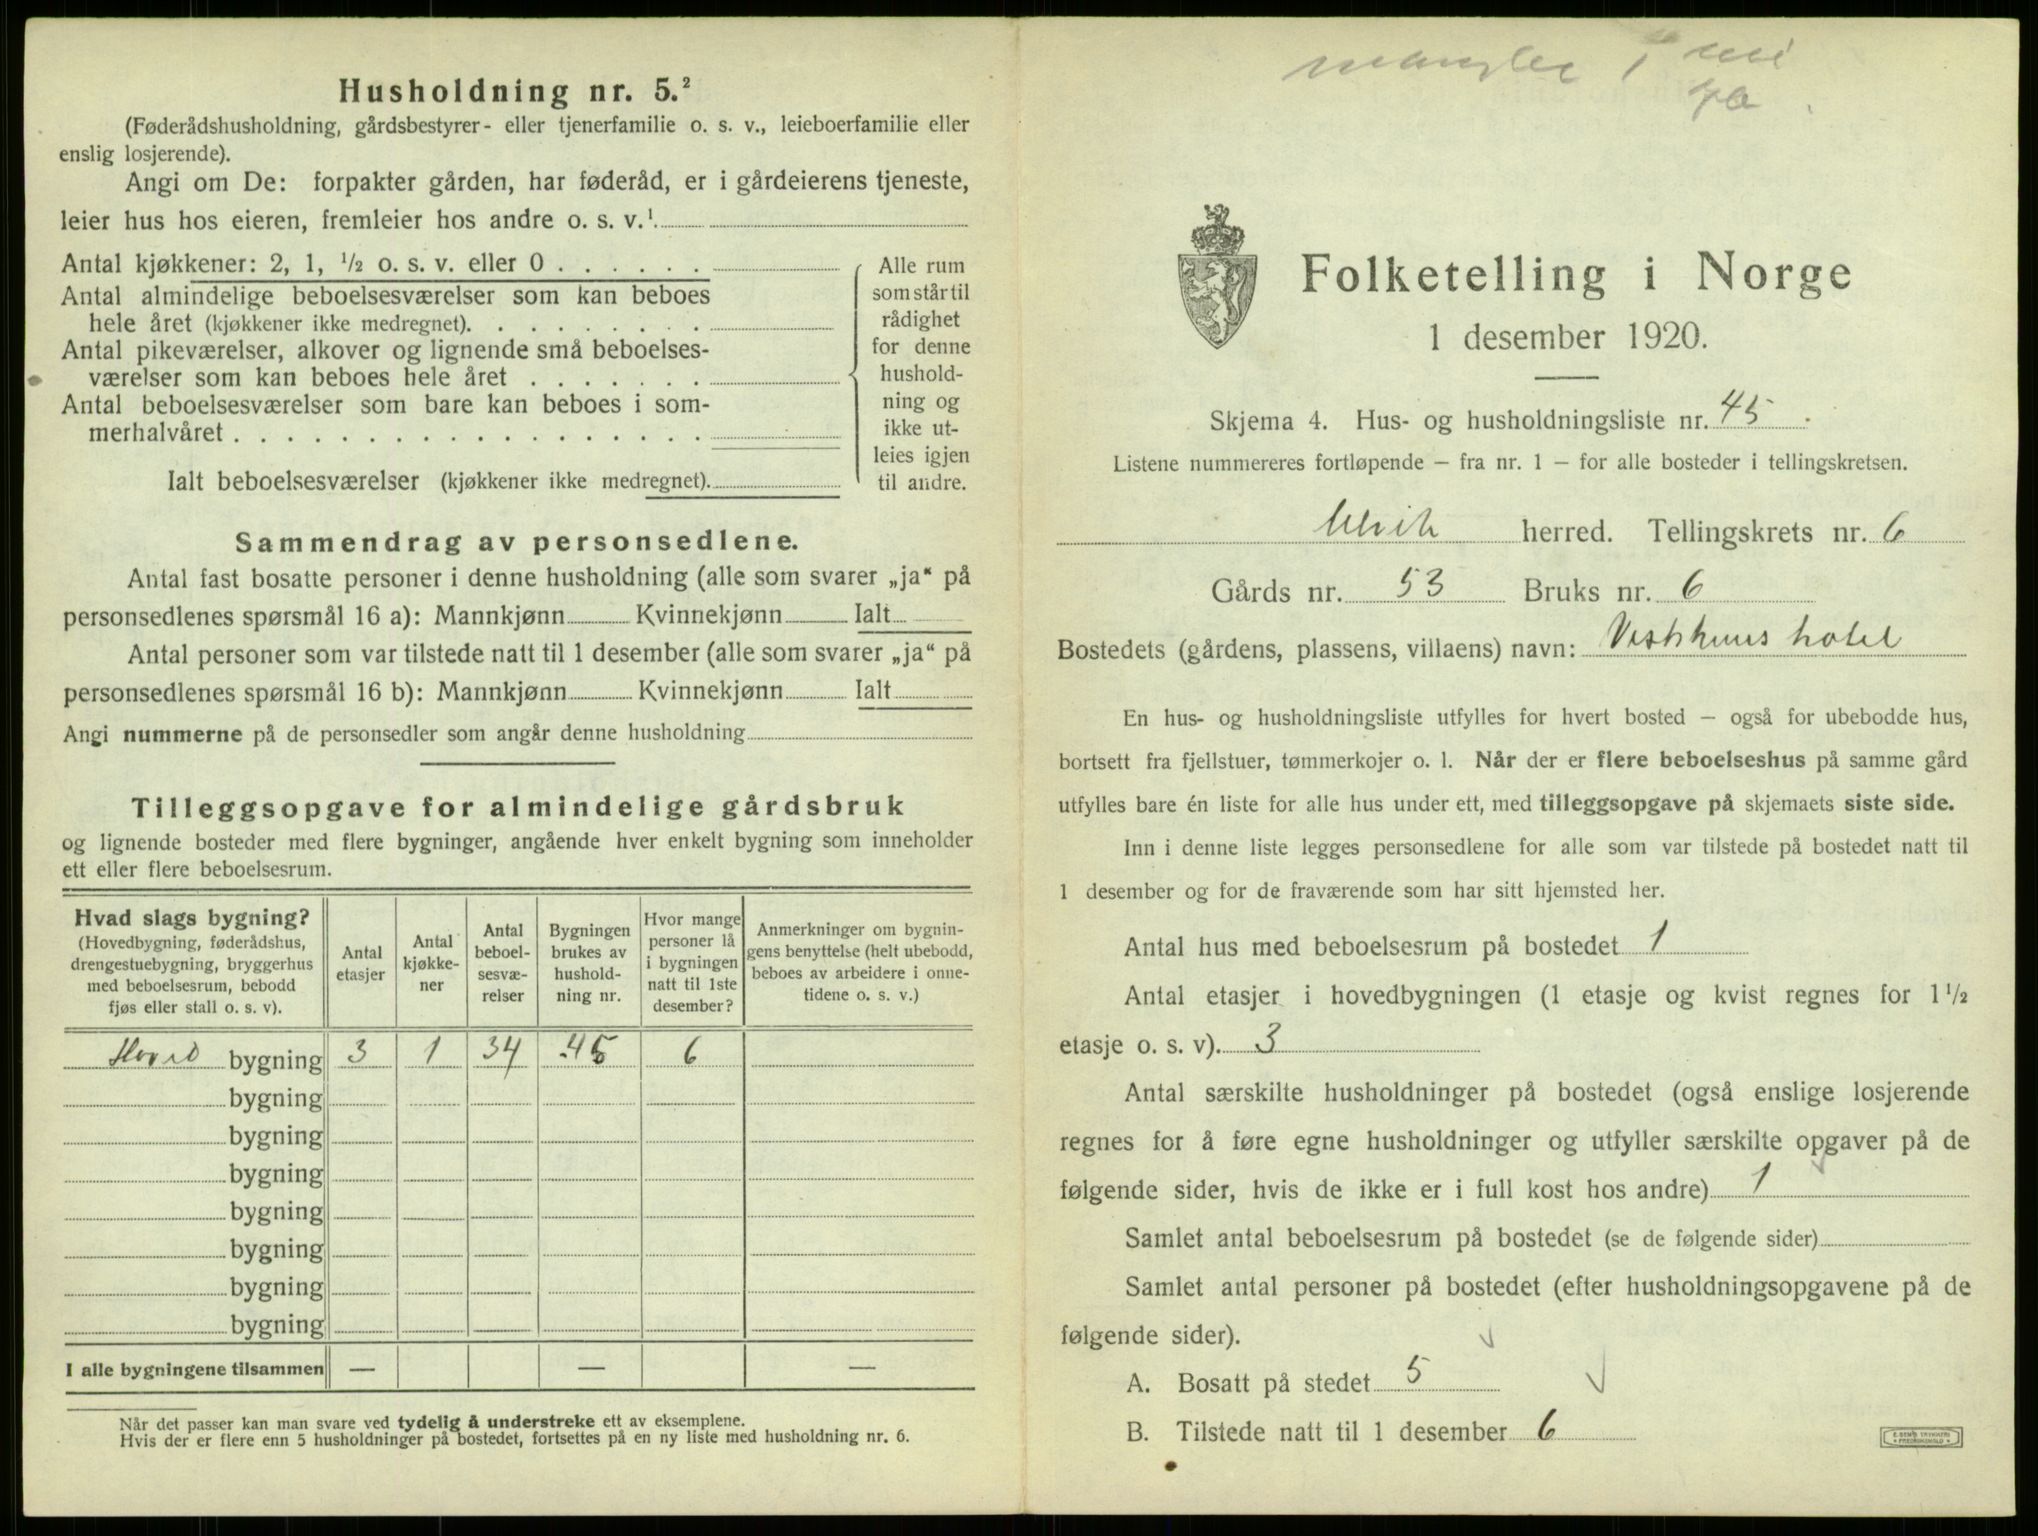 Husholdning nr. 5.²
(Føderådshusholdning, gårdsbestyrer- eller tjenerfamilie o. s. v., leieboerfamilie eller
enslig losjerende).
Angi om De: forpakter gården, har føderåd, er i gårdeierens tjeneste,
leier hus hos eieren, fremleier hos andre o. s. v.¹
Antal kjøkkener: 2, 1, ½ o. s. v. eller 0 . . . . . .
Antal almindelige beboelsesværelser som kan beboes
hele året (kjøkkener ikke medregnet). . . . . . . . .
Antal pikeværelser, alkover og lignende små beboelses-
værelser som kan beboes hele året . . . . . . .
Antal beboelsesværelser som bare kan beboes i som-
merhalvåret . . . . . . . . . . . . . . . . . .
Ialt beboelsesværelser (kjøkkener ikke medregnet).
Alle rum
som står til
rådighet
for denne
hushold-
ning og
ikke ut-
leies igjen
til andre.
Sammendrag av personsedlene.
Antal fast bosatte personer i denne husholdning (alle som svarer „ja“ på
personsedlenes spørsmål 16 a): Mannkjønn Kvinnekjønn Ialt
Antal personer som var tilstede natt til 1 desember (alle som svarer „ja“ på
personsedlenes spørsmål 16 b): Mannkjønn Kvinnekjønn Ialt
Angi nummerne på de personsedler som angår denne husholdning
Tilleggsopgave for almindelige gårdsbruk
og lignende bosteder med flere bygninger, angående hver enkelt bygning som inneholder
ett eller flere beboelsesrum.
Hvad slags bygning?
(Hovedbygning, føderådshus,
drengestuebygning, bryggerhus
med beboelsesrum, bebodd
fjøs eller stall o. s. v).
Antal
etasjer
Antal
kjøkke-
ner
Antal
beboel-
sesvæ-
relser
Bygningen
brukes av
hushold-
ning nr.
Hvor mange
personer lå
i bygningen
natt til 1ste
desember?
Anmerkninger om bygnin-
gens benyttelse (helt ubebodd,
beboes av arbeidere i onne-
tidene o. s. v.)
Hoved bygning 3 1 34 45 6
bygning
bygning
bygning
bygning
bygning
bygning
bygning
I alle bygningene tilsammen — — —
Når det passer kan man svare ved tydelig å understreke ett av eksemplene.
Hvis der er flere enn 5 husholdninger på bostedet, fortsettes på en ny liste med husholdning nr. 6.
mangler 1
Folketelling i Norge
1 desember 1920.
Skjema 4. Hus- og husholdningsliste nr. 45
Listene nummereres fortløpende — fra nr. 1 — for alle bosteder i tellingskretsen.
Ulvik herred. Tellingskrets nr. 6
Gårds nr. 53 Bruks nr. 6
Bostedets (gårdens, plassens, villaens) navn: Vestrheims hotel
En hus- og husholdningsliste utfylles for hvert bosted — også for ubebodde hus,
bortsett fra fjellstuer, tømmerkojer o. l. Når der er flere beboelseshus på samme gård
utfylles bare én liste for alle hus under ett, med tilleggsopgave på skjemaets siste side.
Inn i denne liste legges personsedlene for alle som var tilstede på bostedet natt til
1 desember og for de fraværende som har sitt hjemsted her.
Antal hus med beboelsesrum på bostedet 1
Antal etasjer i hovedbygningen (1 etasje og kvist regnes for 1 ½
etasje o. s. v). 3
Antal særskilte husholdninger på bostedet (også enslige losjerende
regnes for å føre egne husholdninger og utfyller særskilte opgaver på de
følgende sider, hvis de ikke er i full kost hos andre) 1
Samlet antal beboelsesrum på bostedet (se de følgende sider)
Samlet antal personer på bostedet (efter husholdningsopgavene på de
følgende sider).
A. Bosatt på stedet 5
B. Tilstede natt til 1 desember 6